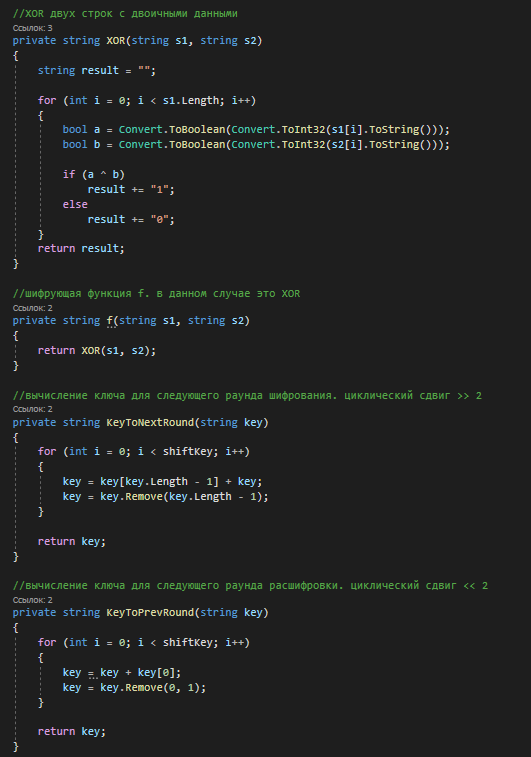 //XOR двух строк с двоичными данными
Ссылок: 3
private string XOR(string s1, string s2)
{
    string result = "";

    for (int i = 0; i < s1.Length; i++)
    {
        bool a = Convert.ToBoolean(Convert.ToInt32(s1[i].ToString()));
        bool b = Convert.ToBoolean(Convert.ToInt32(s2[i].ToString()));

        if (a ^ b)
            result += "1";
        else
            result += "0";
    }
    return result;
}

//шифрующая функция f. в данном случае это XOR
Ссылок: 2
private string f(string s1, string s2)
{
    return XOR(s1, s2);
}

//вычисление ключа для следующего раунда шифрования. циклический сдвиг >> 2
Ссылок: 2
private string KeyToNextRound(string key)
{
    for (int i = 0; i < shiftKey; i++)
    {
        key = key[key.Length - 1] + key;
        key = key.Remove(key.Length - 1);
    }

    return key;
}

//вычисление ключа для следующего раунда расшифровки. циклический сдвиг << 2
Ссылок: 2
private string KeyToPrevRound(string key)
{
    for (int i = 0; i < shiftKey; i++)
    {
        key = key + key[0];
        key = key.Remove(0, 1);
    }

    return key;
}